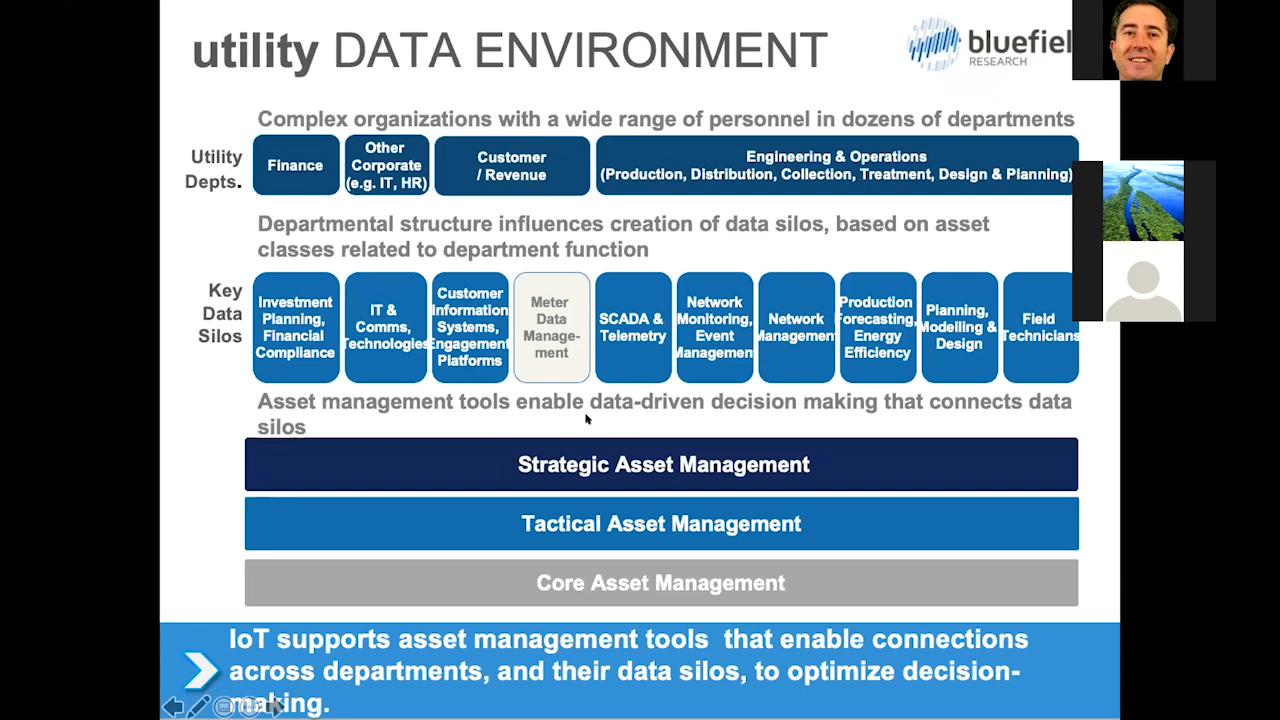 utility DATA ENVIRONMENT
bluefiel
RESEARCH
Complex organizations with a wide range of personnel in dozens of departments
Utility
Depts.
Finance
Other
Corporate
(e.g. IT, HR)
Customer
/ Revenue
Engineering & Operations
(Production, Distribution, Collection, Treatment, Design & Planning)
Departmental structure influences creation of data silos, based on asset
classes related to department function
Key
Data
Silos
Investment
Planning,
Financial
Compliance
IT &
Comms,
Technologies
Customer
Information
Systems,
Engagement
Platforms
Meter
Data
Manage-
ment
SCADA &
Telemetry
Network
Monitoring,
Event
Management
Network
Management
Production
Forecasting,
Energy
Efficiency
Planning,
Modelling &
Design
Field
Technicians
Asset management tools enable data-driven decision making that connects data
silos
Strategic Asset Management
Tactical Asset Management
Core Asset Management
IoT supports asset management tools that enable connections
across departments, and their data silos, to optimize decision-
making.